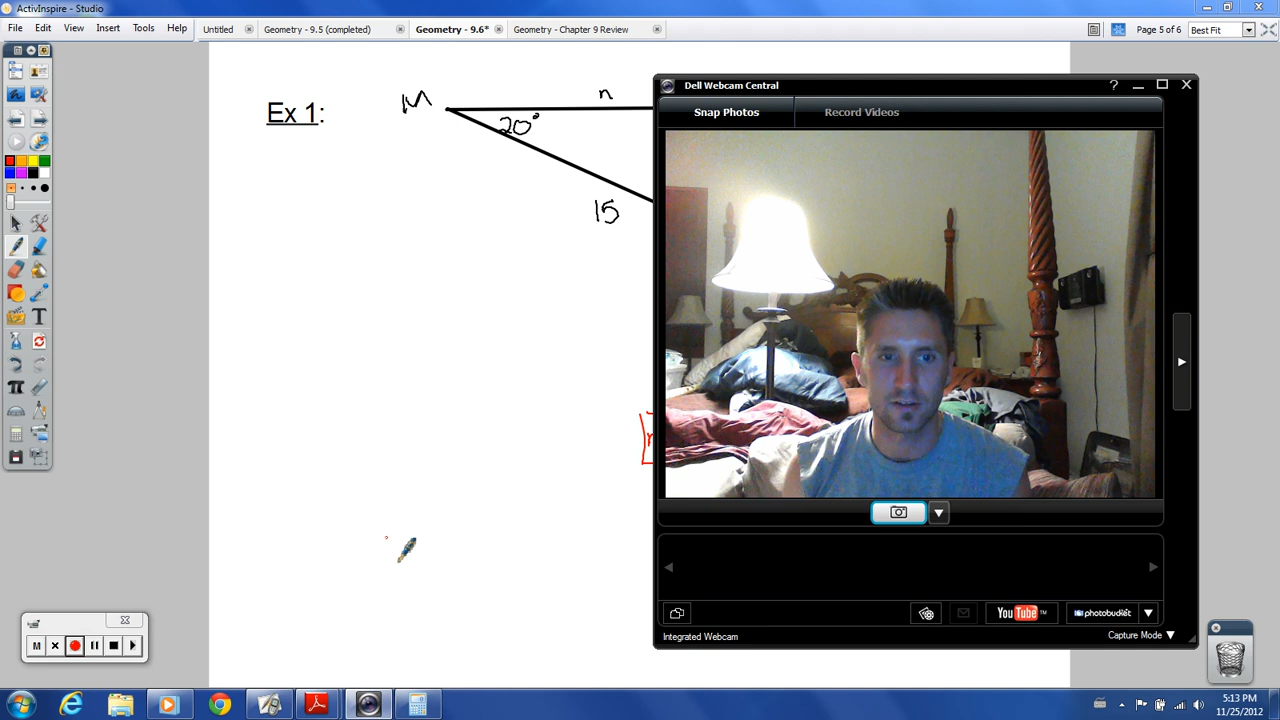 ActivInspire - Studio
File Edit View Insert Tools Help
Untitled
Geometry - 9.5 (completed)
Geometry - 9.6*
Geometry - Chapter 9 Review
Page 5 of 6
Best Fit
Ex 1:
M
n
20°
15
Dell Webcam Central
?
Snap Photos
Record Videos
YouTube™
photobucket
Integrated Webcam
Capture Mode
M
5:13 PM
11/25/2012